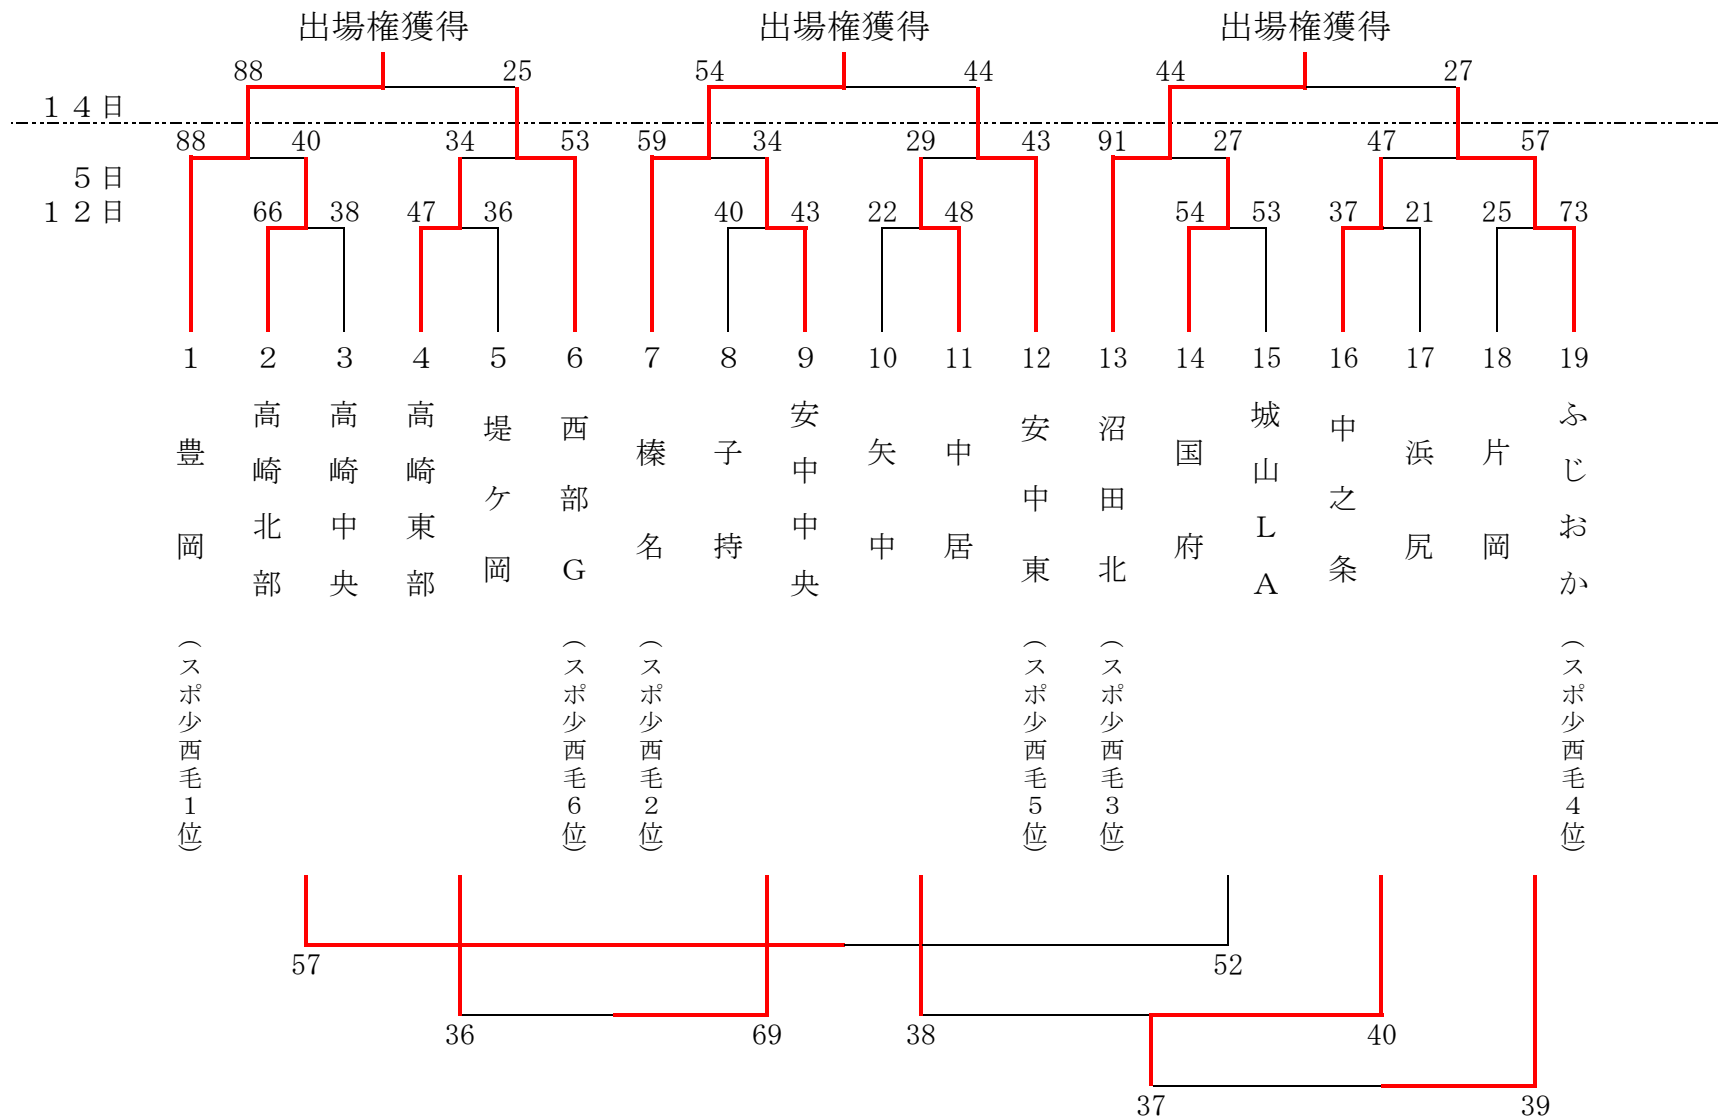 出場権獲得 出場権獲得 出場権獲得
88 25 54 44 44 27
１４日
88 40 34 53 59 34 29 43 91 27 47 57
５日
１２日 66 38 47 36 40 43 22 48 54 53 37 21 25 73
1 2 3 4 5 6 7 8 9 10 11 12 13 14 15 16 17 18 19
豊岡（スポ少西毛１位）
高崎北部
高崎中央
高崎東部
堤ケ岡
西部Ｇ（スポ少西毛６位）
榛名（スポ少西毛２位）
子持
安中中央
矢中
中居
安中東（スポ少西毛５位）
沼田北（スポ少西毛３位）
国府
城山ＬＡ
中之条
浜尻
片岡
ふじおか（スポ少西毛４位）
57 52
36 69 38 40
37 39